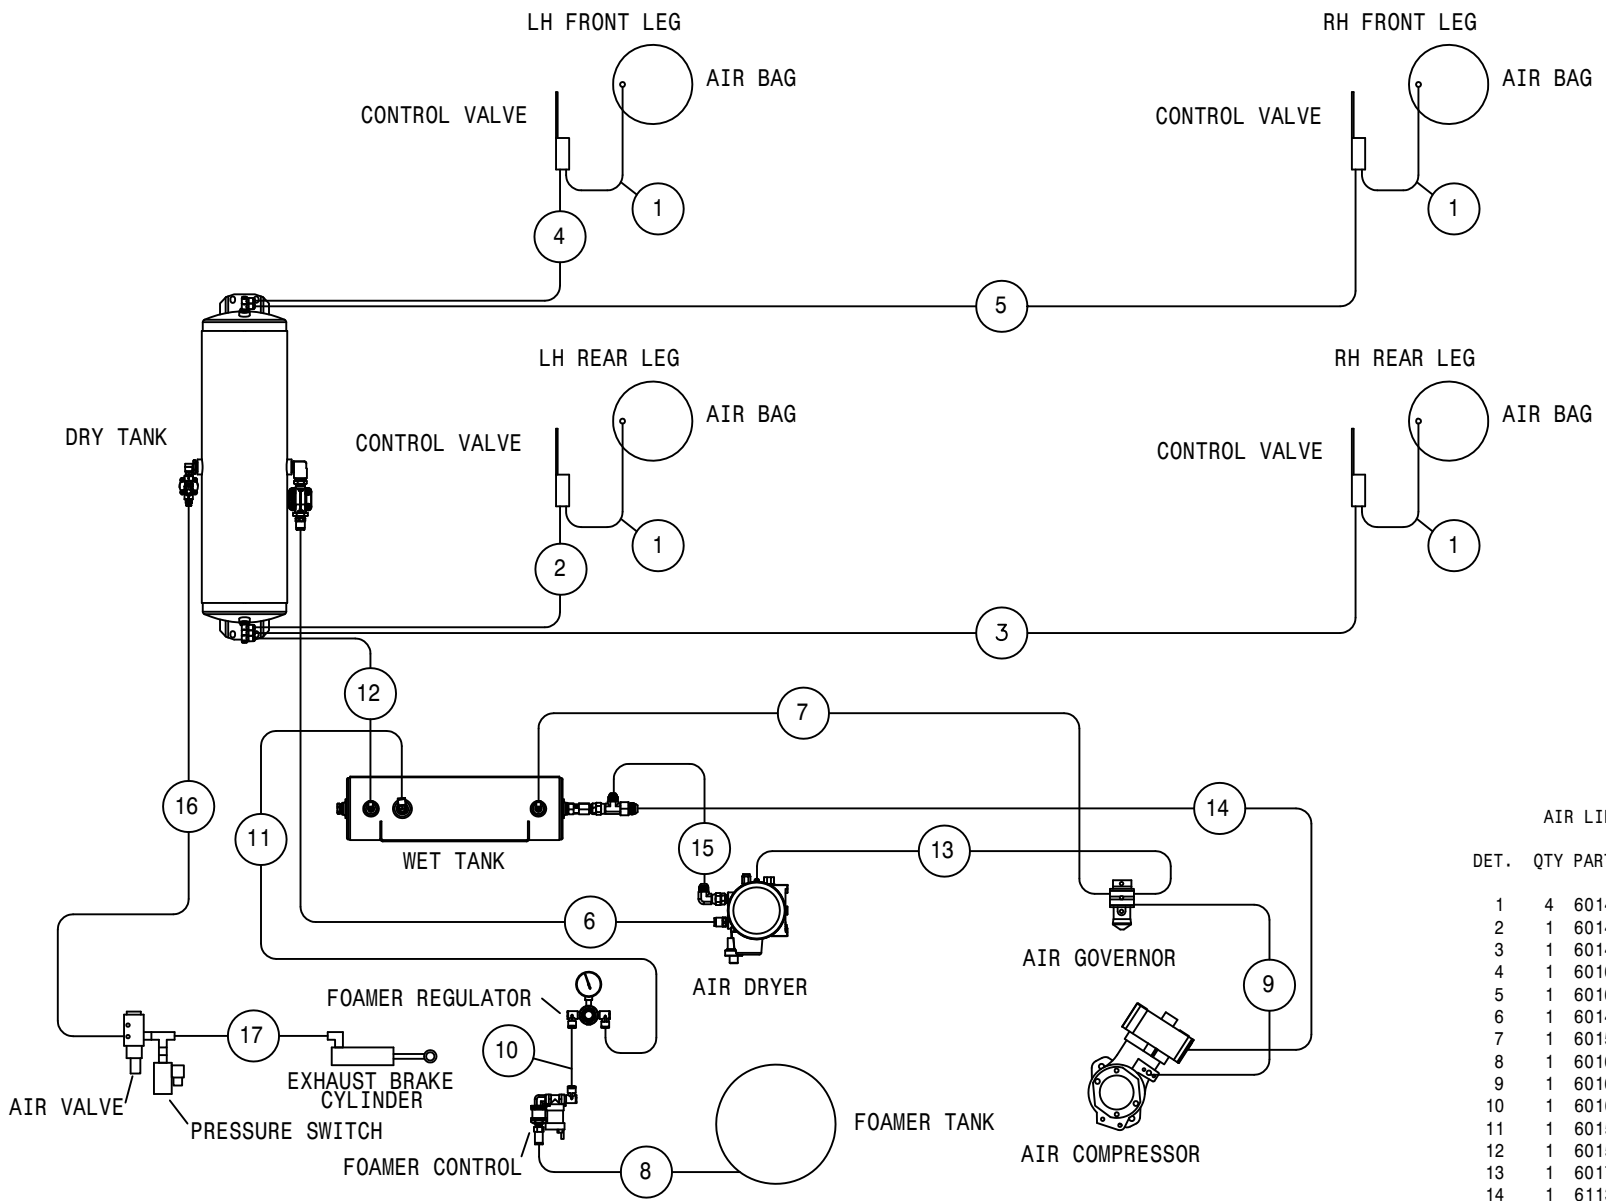 LH FRONT LEG
RH FRONT LEG
AIR BAG
AIR BAG
CONTROL VALVE
CONTROL VALVE
1
1
4
5
LH REAR LEG
RH REAR LEG
AIR BAG
AIR BAG
DRY TANK
CONTROL VALVE
CONTROL VALVE
1
1
2
3
12
7
16
11
14
15
13
WET TANK
6
AIR DRYER
AIR GOVERNOR
9
FOAMER REGULATOR
17
10
EXHAUST BRAKE
CYLINDER
AIR VALVE
PRESSURE SWITCH
FOAMER CONTROL
8
FOAMER TANK
AIR COMPRESSOR
AIR
DET. QTY
1 4
2 1
3 1
4 1
5 1
6 1
7 1
8 1
9 1
10 1
11 1
12 1
13 1
14 1